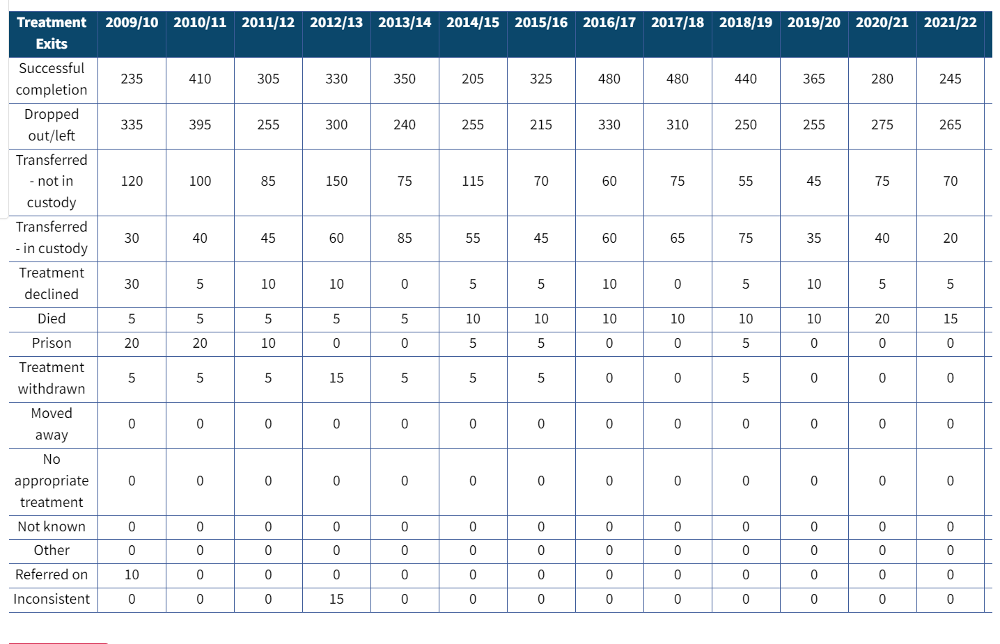 Treatment Exits 2009/10 2010/11 2011/12 2012/13 2013/14 2014/15 2015/16 2016/17 2017/18 2018/19 2019/20 2020/21 2021/22
Successful completion 235 410 305 330 350 205 325 480 480 440 365 280 245
Dropped out/left 335 395 255 300 240 255 215 330 310 250 255 275 265
Transferred - not in custody 120 100 85 150 75 115 70 60 75 55 45 75 70
Transferred - in custody 30 40 45 60 85 55 45 60 65 75 35 40 20
Treatment declined 30 5 10 10 0 5 5 10 0 5 10 5 5
Died 5 5 5 5 5 10 10 10 10 10 10 20 15
Prison 20 20 10 0 0 5 5 0 0 5 0 0 0
Treatment withdrawn 5 5 5 15 5 5 5 0 0 5 0 0 0
Moved away 0 0 0 0 0 0 0 0 0 0 0 0 0
No appropriate treatment 0 0 0 0 0 0 0 0 0 0 0 0 0
Not known 0 0 0 0 0 0 0 0 0 0 0 0 0
Other 0 0 0 0 0 0 0 0 0 0 0 0 0
Referred on 10 0 0 0 0 0 0 0 0 0 0 0 0
Inconsistent 0 0 0 15 0 0 0 0 0 0 0 0 0